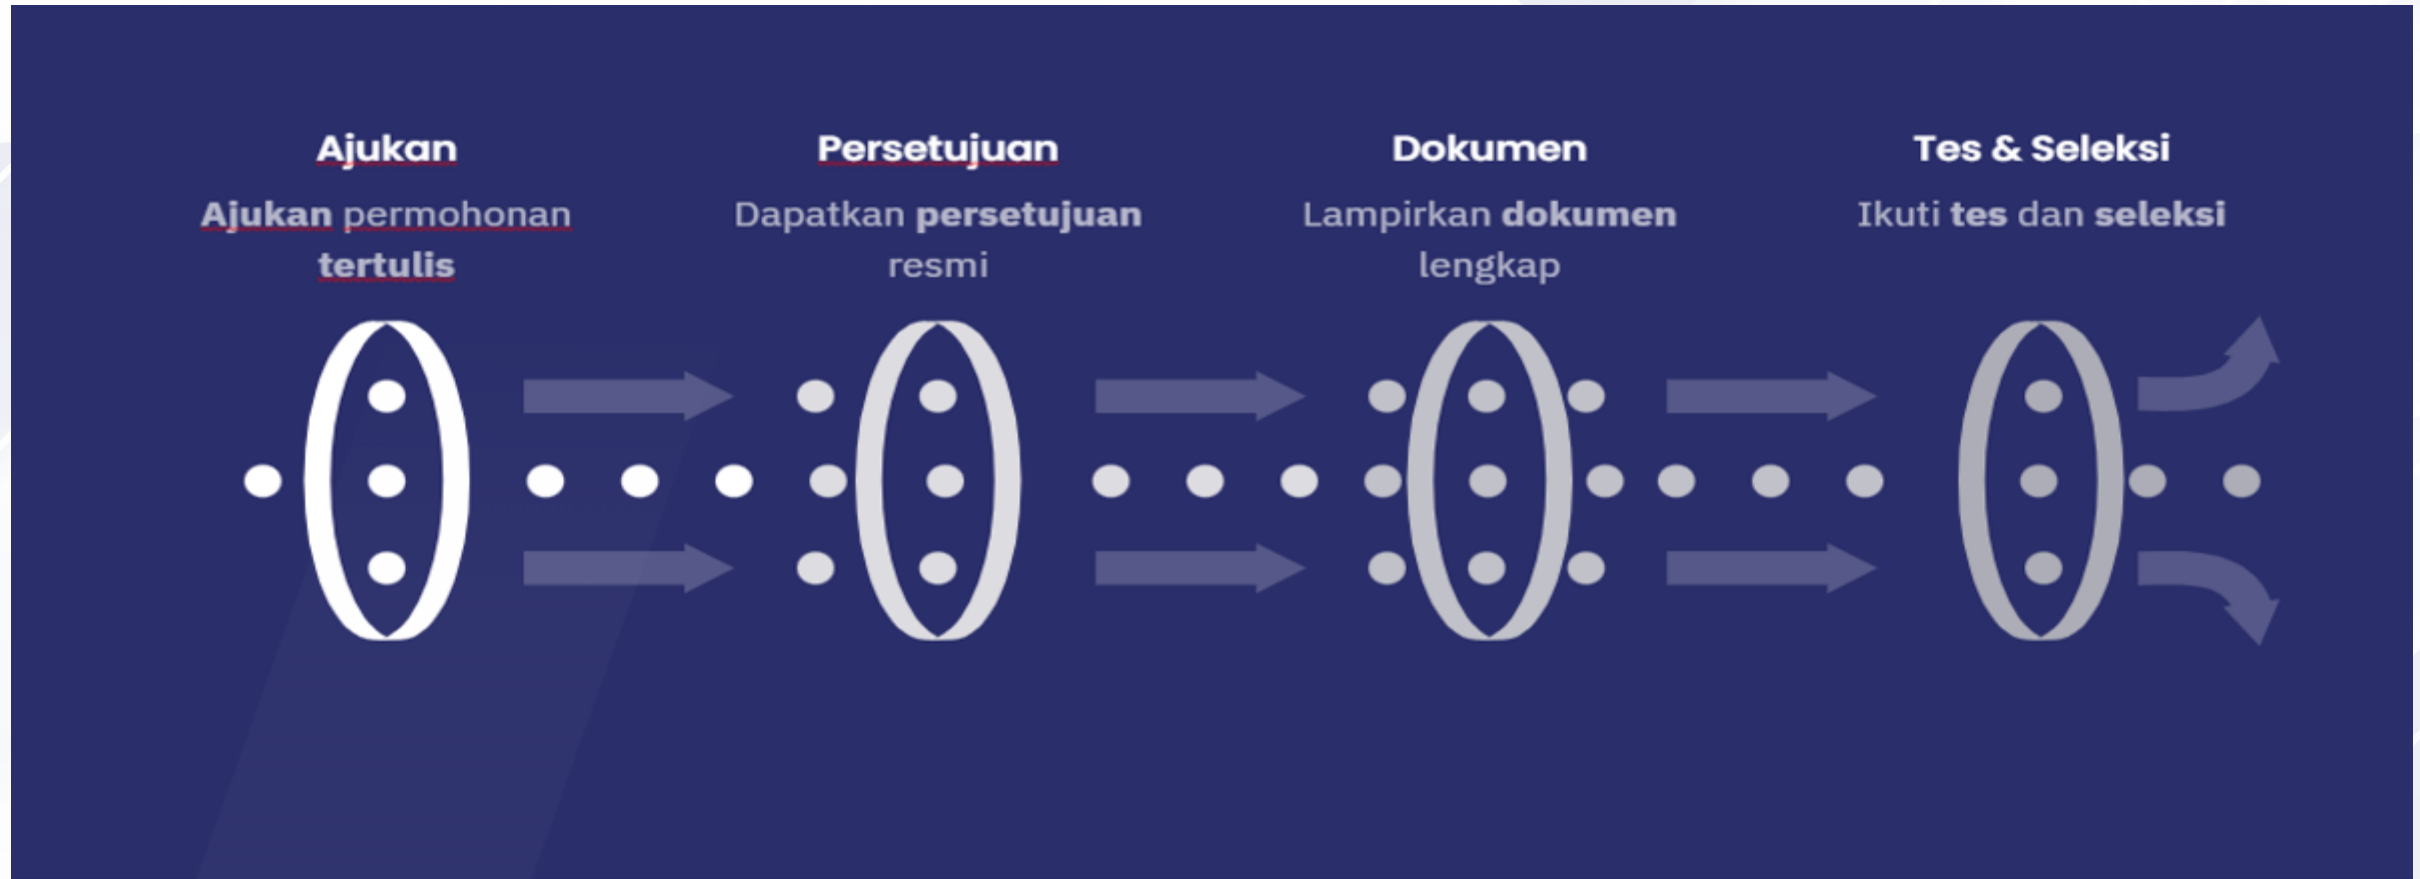 Ajukan
Ajukan permohonan
tertulis
Persetujuan
Dapatkan persetujuan
resmi
Dokumen
Lampirkan dokumen
lengkap
Tes & Seleksi
Ikuti tes dan seleksi